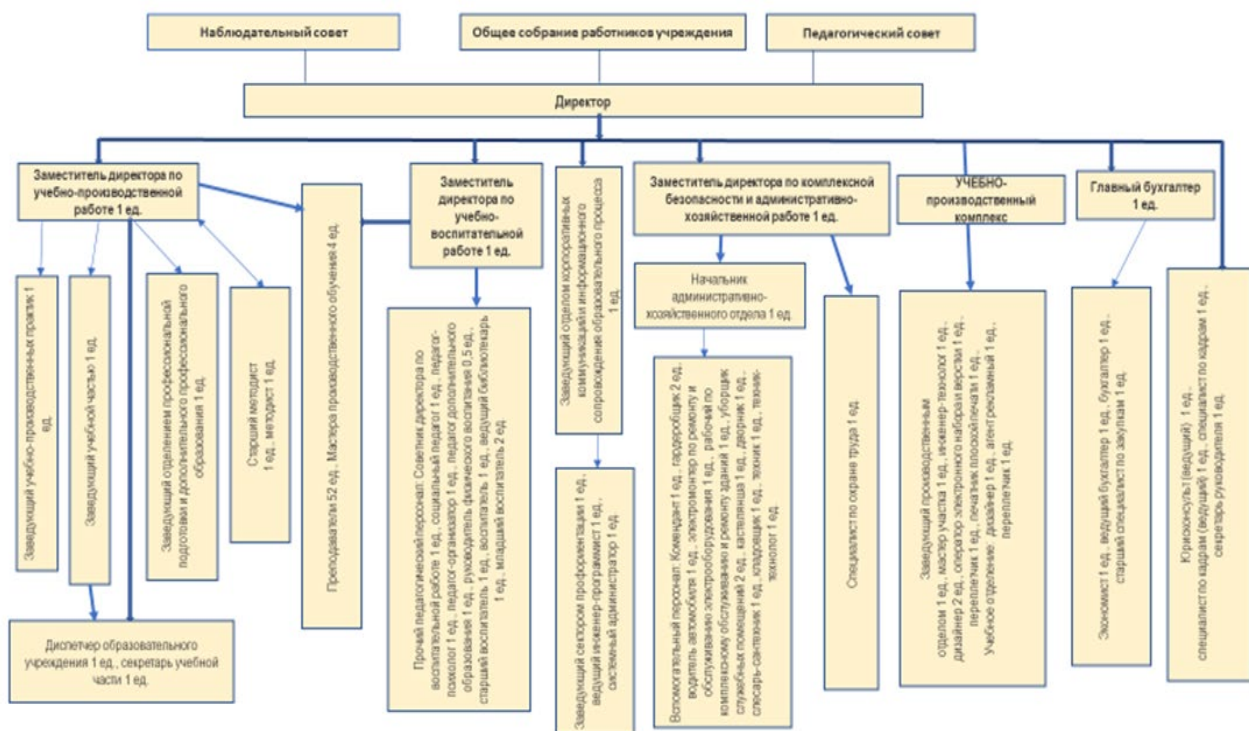 Наблюдательный совет
Общее собрание работников учреждения
Педагогический совет
Директор
Заместитель директора по
учебно-производственной
работе 1 ед.
Заместитель
директора по
учебно-
воспитательной
работе 1 ед.
Заместитель директора по комплексной
безопасности и административно-
хозяйственной работе 1 ед.
УЧЕБНО-
производственный
комплекс
Главный бухгалтер
1 ед.
Заведующий учебно-производственных практик 1
ед.
Заведующий учебной частью 1 ед.
Заведующий отделением профессиональной
подготовки и дополнительного профессионального
образования 1 ед.
Старший методист
1 ед., методист 1 ед.
Преподаватели 52 ед., Мастера производственного обучения 4 ед.
Прочий педагогический персонал: Советник директора по
воспитательной работе 1 ед., социальный педагог 1 ед., педагог-
психолог 1 ед., педагог-организатор 1 ед., педагог дополнительного
образования 1 ед., руководитель физического воспитания 0,5 ед.,
старший воспитатель 1 ед., воспитатель 1 ед., ведущий библиотекарь
1 ед., младший воспитатель 2 ед.
Заведующий отделом корпоративных
коммуникаций и информационного
сопровождения образовательного процесса
1 ед.
Заведующий сектором профориентации 1 ед.,
ведущий инженер-программист 1 ед.,
системный администратор 1 ед.
Начальник
административно-
хозяйственного отдела 1 ед.
Вспомогательный персонал: Комендант 1 ед., гардеробщик 2 ед.,
водитель автомобиля 1 ед., электромонтер по ремонту и
обслуживанию электрооборудования 1 ед., рабочий по
комплексному обслуживанию и ремонту зданий 1 ед., уборщик
служебных помещений 2 ед., кастелянша 1 ед., дворник 1 ед.,
слесарь-сантехник 1 ед., кладовщик 1 ед., техник 1 ед., техник-
технолог 1 ед.
Специалист по охране труда 1 ед.
Заведующий производственным
отделом 1 ед., мастер участка 1 ед., инженер-технолог 1 ед.,
дизайнер 2 ед., оператор электронного набора и верстки 1 ед.,
переплетчик 1 ед., печатник плоской печати 1 ед.,
Учебное отделение: дизайнер 1 ед., агент рекламный 1 ед.,
переплетчик 1 ед.
Экономист 1 ед., ведущий бухгалтер 1 ед., бухгалтер 1 ед.,
старший специалист по закупкам 1 ед.
Юрисконсульт (ведущий) 1 ед.,
специалист по кадрам (ведущий) 1 ед., специалист по кадрам 1 ед.,
секретарь руководителя 1 ед.
Диспетчер образовательного
учреждения 1 ед., секретарь учебной
части 1 ед.